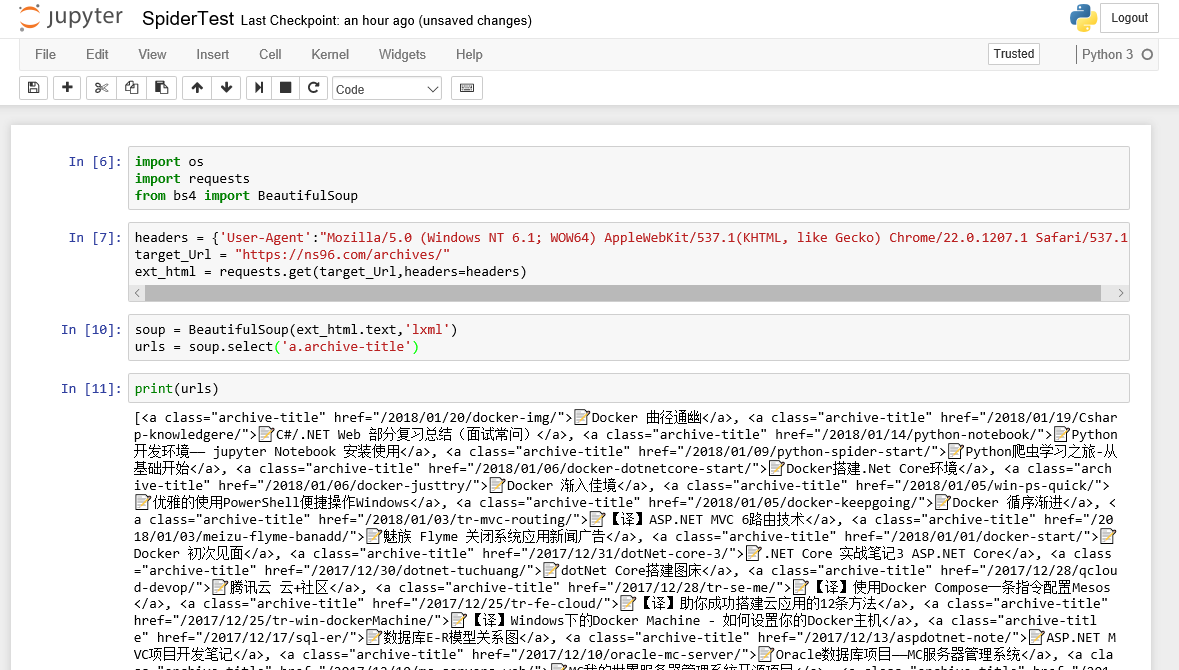 jupyter SpiderTest Last Checkpoint: an hour ago (unsaved changes) Logout
File Edit View Insert Cell Kernel Widgets Help Trusted Python 3
Code
In [6]: import os
import requests
from bs4 import BeautifulSoup
In [7]: headers = {'User-Agent':"Mozilla/5.0 (Windows NT 6.1; WOW64) AppleWebKit/537.1(KHTML, like Gecko) Chrome/22.0.1207.1 Safari/537.1
target_Url = "https://ns96.com/archives/"
ext_html = requests.get(target_Url,headers=headers)
In [10]: soup = BeautifulSoup(ext_html.text,'lxml')
urls = soup.select('a.archive-title')
In [11]: print(urls)
[<a class="archive-title" href="/2018/01/20/docker-img/">📝Docker 曲径通幽</a>, <a class="archive-title" href="/2018/01/19/Cshar
p-knowledgere/">📝C#/.NET Web 部分复习总结（面试常问）</a>, <a class="archive-title" href="/2018/01/14/python-notebook/">📝Python
开发环境—— jupyter Notebook 安装使用</a>, <a class="archive-title" href="/2018/01/09/python-spider-start/">📝Python爬虫学习之旅-从
基础开始</a>, <a class="archive-title" href="/2018/01/06/docker-dotnetcore-start/">📝Docker搭建.Net Core环境</a>, <a class="arch
ive-title" href="/2018/01/06/docker-justtry/">📝Docker 渐入佳境</a>, <a class="archive-title" href="/2018/01/05/win-ps-quick/">
📝优雅的使用PowerShell便捷操作Windows</a>, <a class="archive-title" href="/2018/01/05/docker-keepgoing/">📝Docker 循序渐进</a>, <
a class="archive-title" href="/2018/01/03/tr-mvc-routing/">📝【译】ASP.NET MVC 6路由技术</a>, <a class="archive-title" href="/20
18/01/03/meizu-flyme-banadd/">📝魅族 Flyme 关闭系统应用新闻广告</a>, <a class="archive-title" href="/2018/01/01/docker-start/">📝
Docker 初次见面</a>, <a class="archive-title" href="/2017/12/31/dotNet-core-3/">📝.NET Core 实战笔记3 ASP.NET Core</a>, <a class
="archive-title" href="/2017/12/30/dotnet-tuchuang/">📝dotNet Core搭建图床</a>, <a class="archive-title" href="/2017/12/28/qclou
d-devop/">📝腾讯云 云+社区</a>, <a class="archive-title" href="/2017/12/28/tr-se-me/">📝【译】使用Docker Compose一条指令配置Mesos
</a>, <a class="archive-title" href="/2017/12/25/tr-fe-cloud/">📝【译】助你成功搭建云应用的12条方法</a>, <a class="archive-title"
href="/2017/12/25/tr-win-dockerMachine/">📝【译】Windows下的Docker Machine - 如何设置你的Docker主机</a>, <a class="archive-titl
e" href="/2017/12/17/sql-er/">📝数据库E-R模型关系图</a>, <a class="archive-title" href="/2017/12/13/aspdotnet-note/">📝ASP.NET M
VC项目开发笔记</a>, <a class="archive-title" href="/2017/12/10/oracle-mc-server/">📝Oracle数据库项目——MC服务器管理系统</a>, <a cla